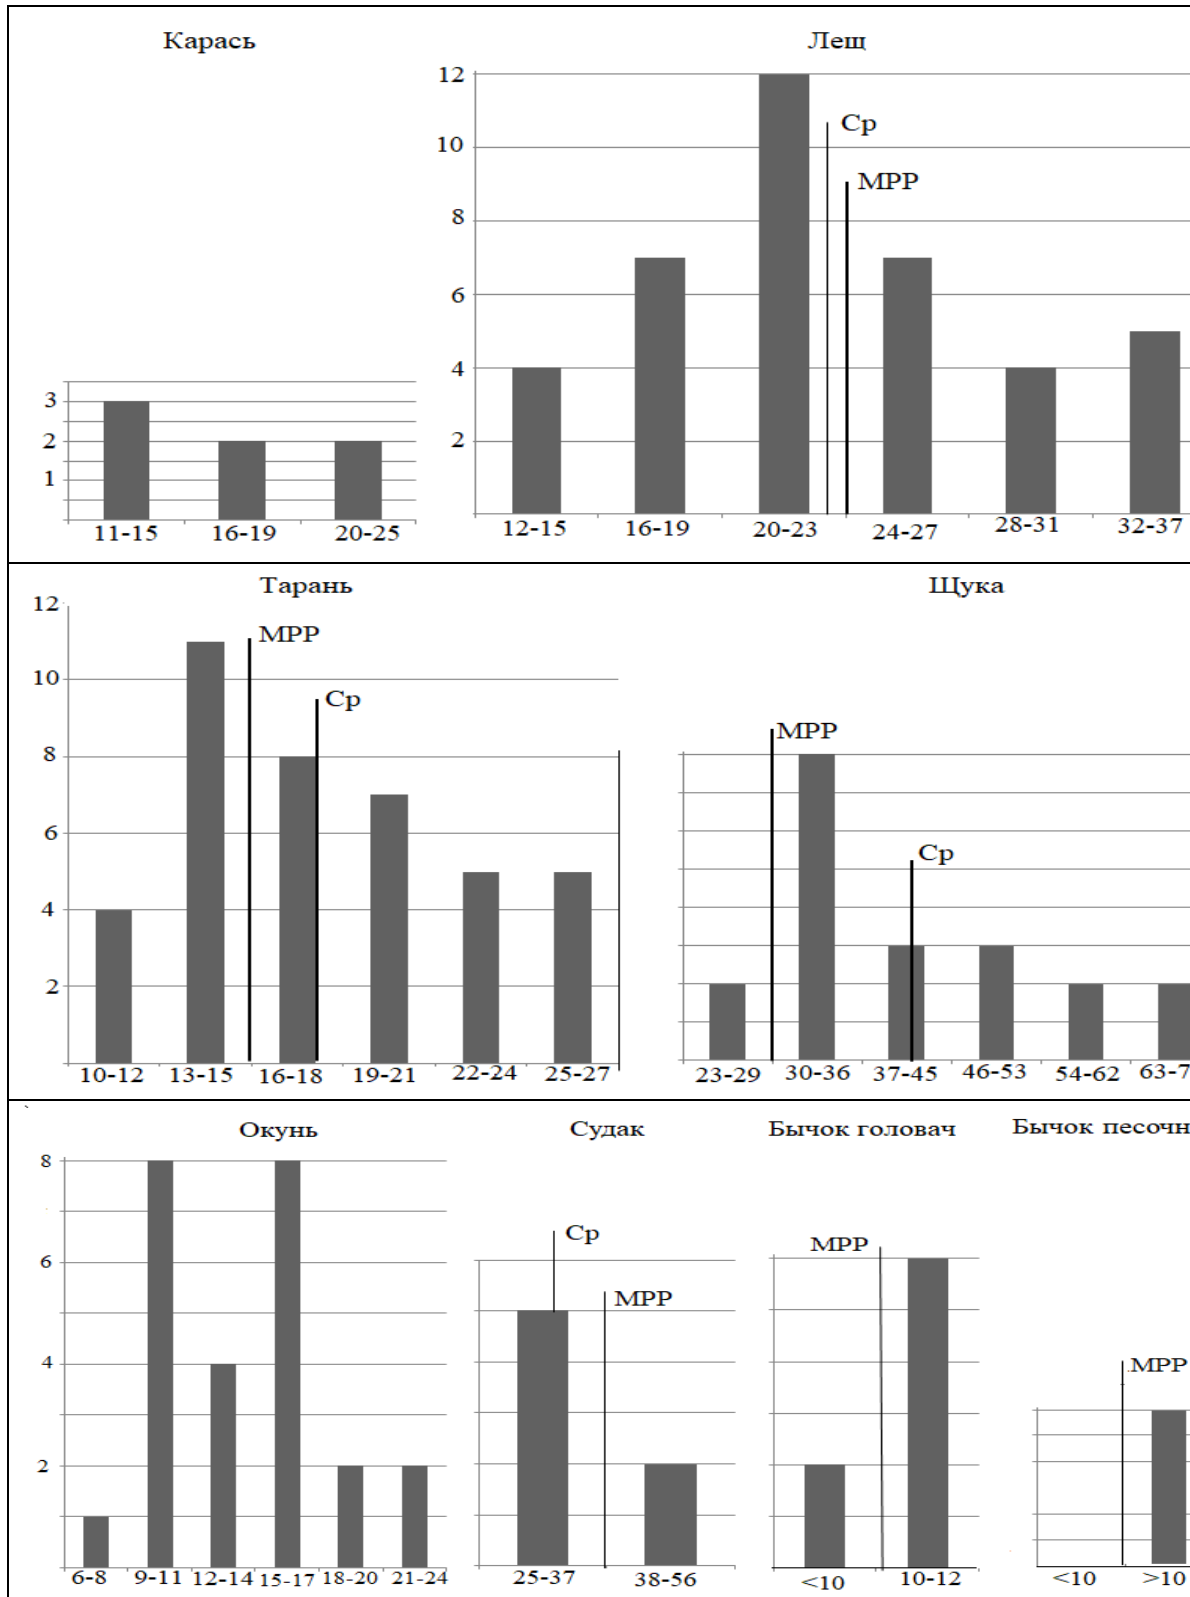 Карась
Лещ
12
10
8
6
4
2
Ср
МРР
3
2
1
11-15 16-19 20-25
12-15 16-19 20-23 24-27 28-31 32-37
Тарань
Щука
12
10
8
6
4
2
МРР
Ср
МРР
Ср
10-12 13-15 16-18 19-21 22-24 25-27
23-29 30-36 37-45 46-53 54-62 63-7
Окунь
Судак
Бычок головач
Бычок песочн
8
6
4
2
Ср
МРР
МРР
МРР
6-8 9-11 12-14 15-17 18-20 21-24
25-37 38-56
<10 10-12
<10 >10